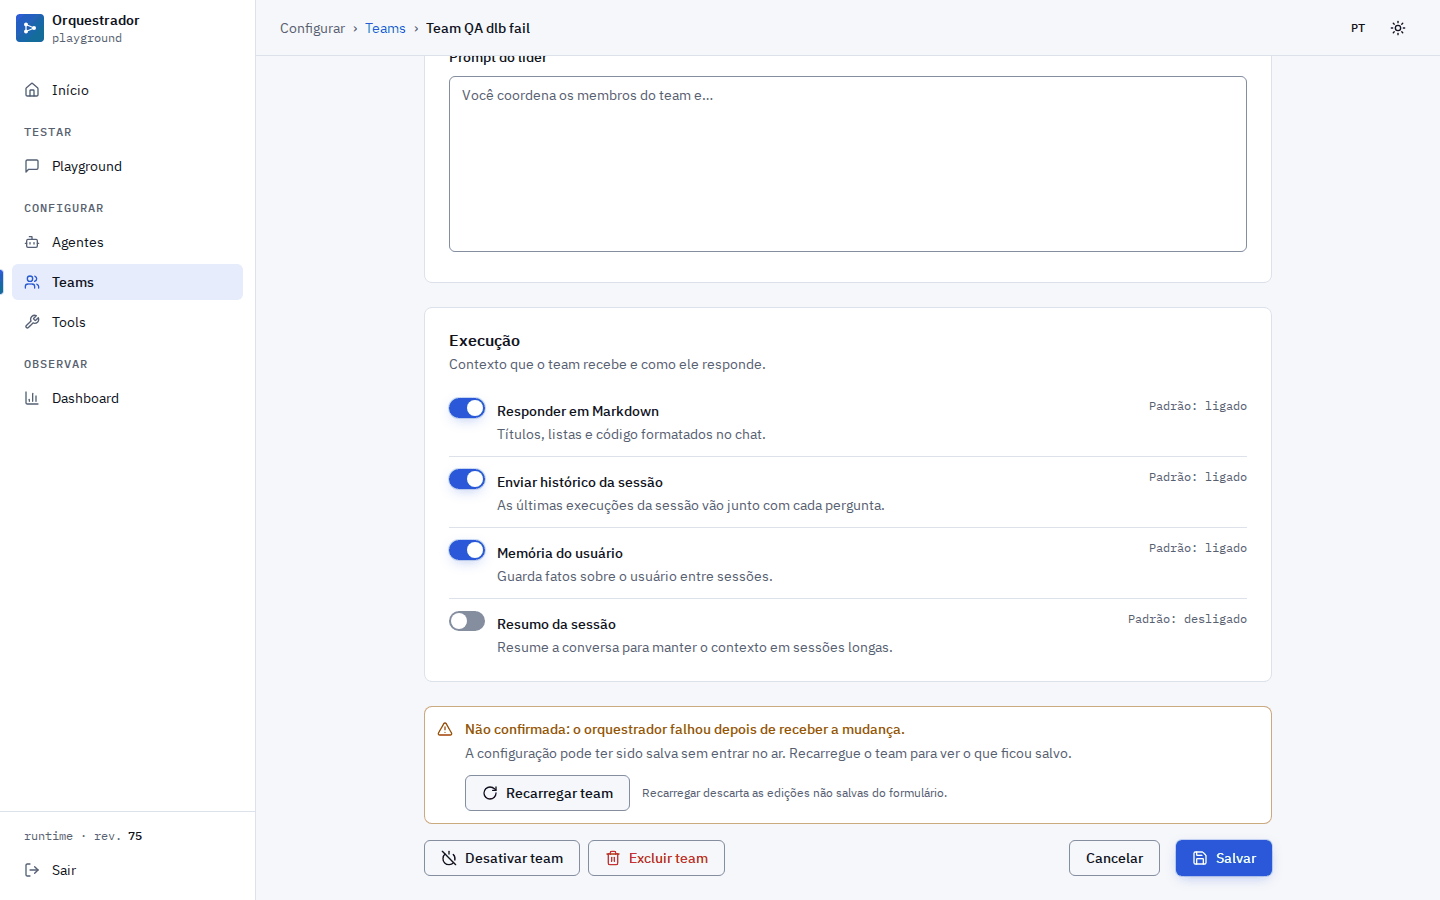 Orquestrador
playground
Início
TESTAR
Playground
CONFIGURAR
Agentes
Teams
Tools
OBSERVAR
Dashboard
runtime · rev. 75
Sair
Configurar › Teams › Team QA dlb fail
PT
Prompt do líder
Você coordena os membros do team e...
Execução
Contexto que o team recebe e como ele responde.
Responder em Markdown
Padrão: ligado
Títulos, listas e código formatados no chat.
Enviar histórico da sessão
Padrão: ligado
As últimas execuções da sessão vão junto com cada pergunta.
Memória do usuário
Padrão: ligado
Guarda fatos sobre o usuário entre sessões.
Resumo da sessão
Padrão: desligado
Resume a conversa para manter o contexto em sessões longas.
Não confirmada: o orquestrador falhou depois de receber a mudança.
A configuração pode ter sido salva sem entrar no ar. Recarregue o team para ver o que ficou salvo.
Recarregar team
Recarregar descarta as edições não salvas do formulário.
Desativar team
Excluir team
Cancelar
Salvar